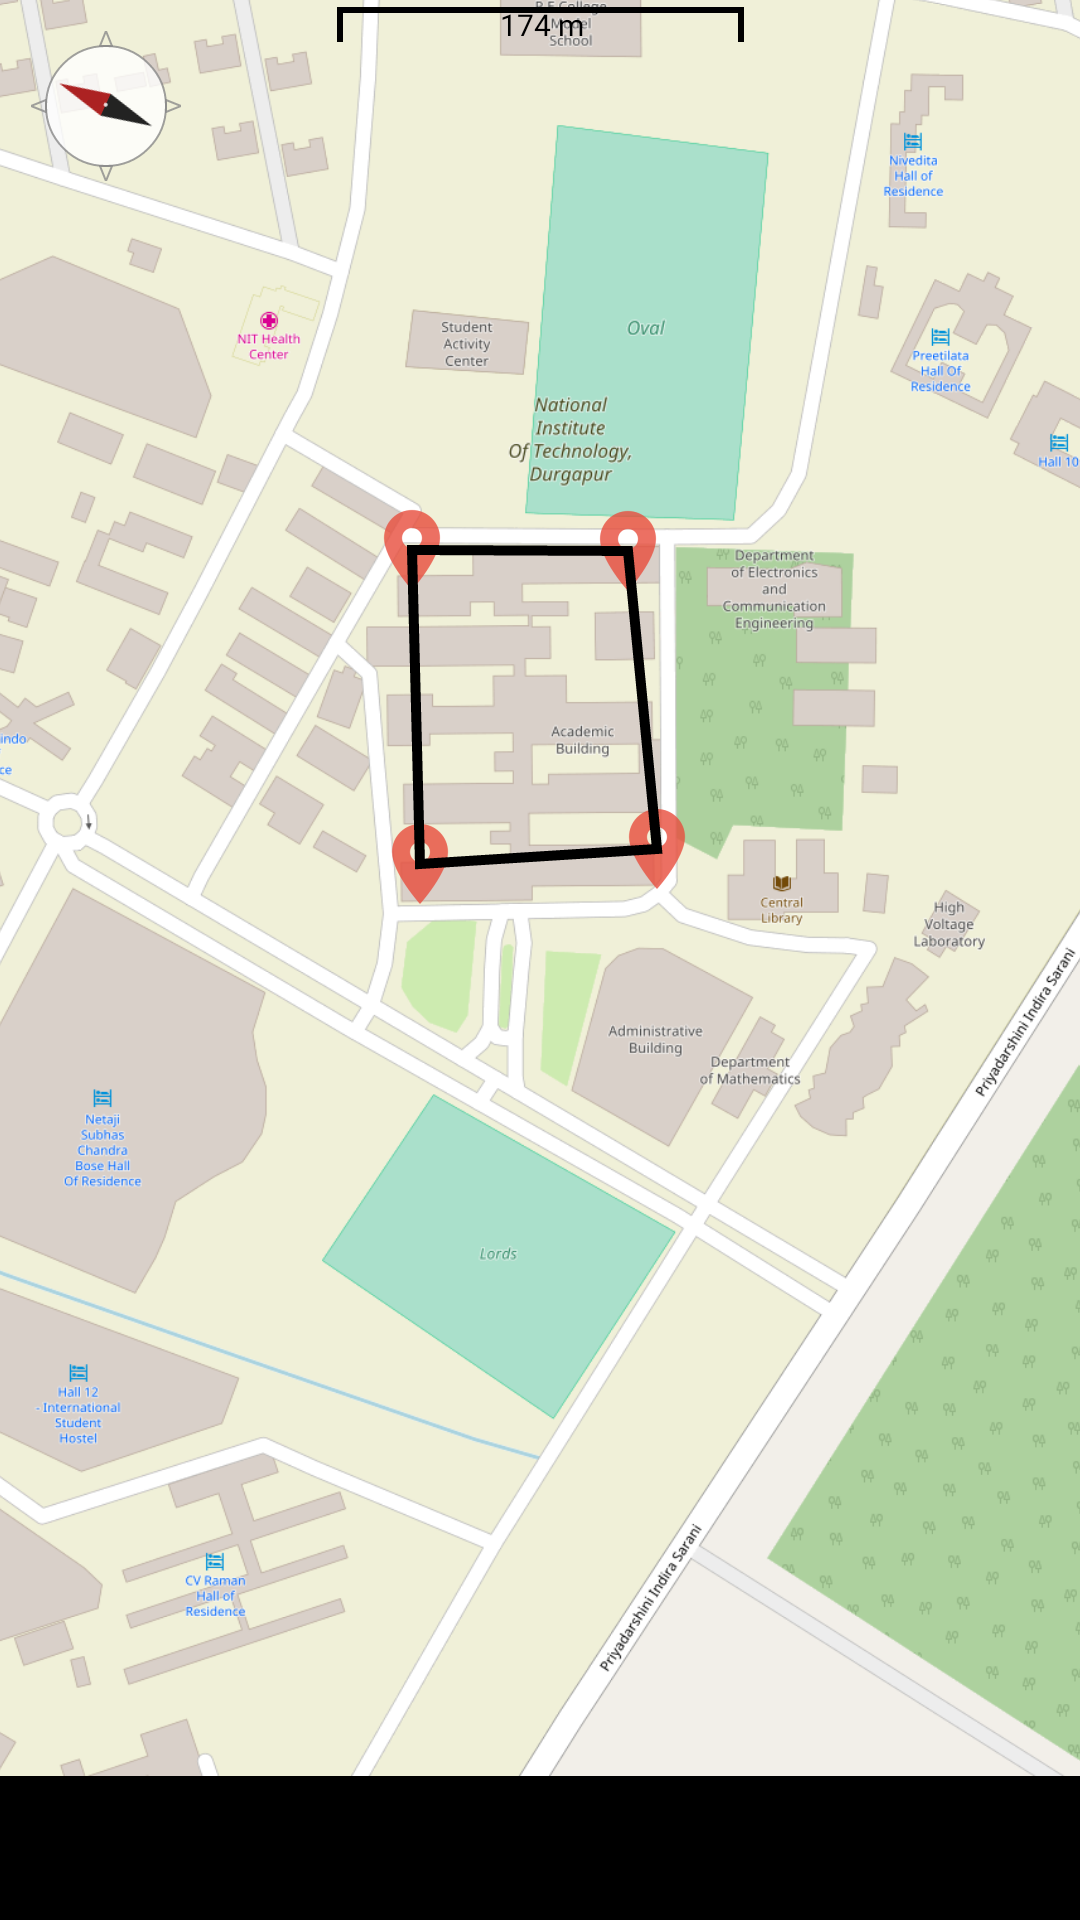 R E College
Model
School
174 m
Nivedita
Hall of
Residence
NIT Health
Center
Student
Activity
Center
Oval
Preetilata
Hall Of
Residence
National
Institute
Of Technology,
Durgapur
Hall 10
Department
of Electronics
and
Communication
Engineering
Academic
Building
indo
ce
Central
Library
High
Voltage
Laboratory
Administrative
Building
Department
of Mathematics
Priyadarshini Indira Sarani
Netaji
Subhas
Chandra
Bose Hall
Of Residence
Lords
Hall 12
- International
Student
Hostel
CV Raman
Hall of
Residence
Priyadarshini Indira Sarani